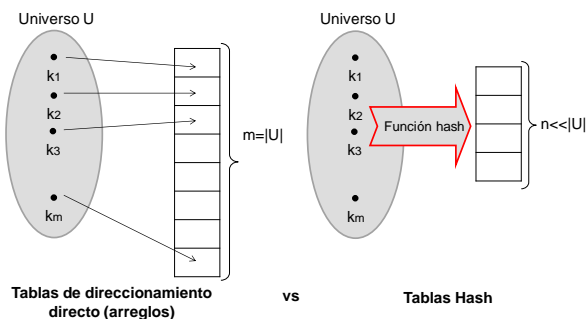 Universo U
k1
k2
k3
km
m=|U|
Tablas de direccionamiento
directo (arreglos)
vs
Universo U
k1
k2
k3
km
Función hash
n<<|U|
Tablas Hash